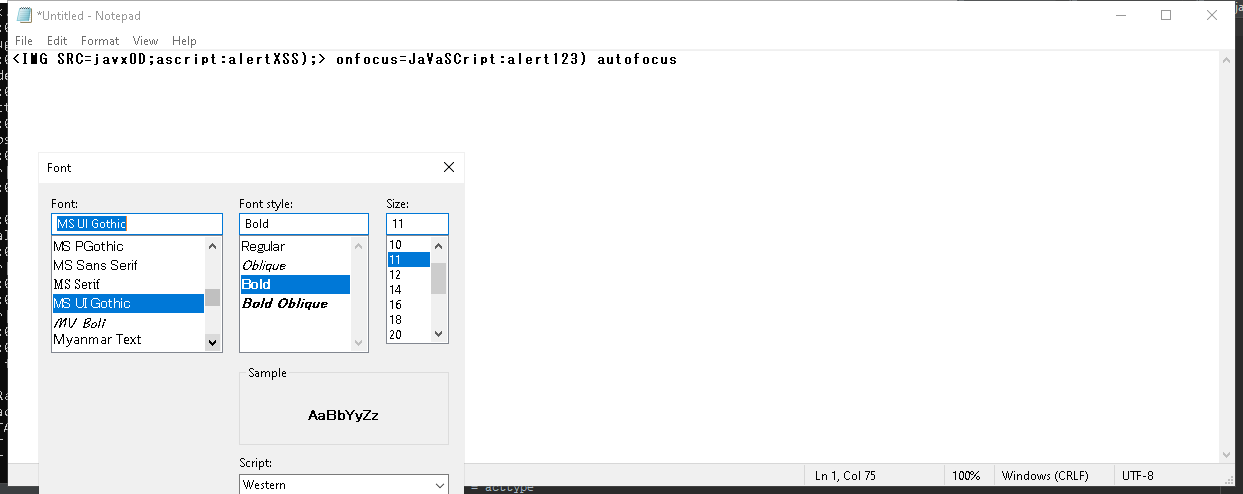 *Untitled - Notepad
File Edit Format View Help
<IMG SRC=javxOD;ascript:alertXSS);> onfocus=JaVaSCript:alert123) autofocus
Font
Font: Font style: Size:
MS UI Gothic Bold 11
MS PGothic Regular 10
MS Sans Serif Oblique 11
MS Serif Bold 12
MS UI Gothic Bold Oblique 14
MV Boli 16
Myanmar Text 18
20
Sample
AaBbYyZz
Script:
Western
Ln 1, Col 75 100% Windows (CRLF) UTF-8
= acctype